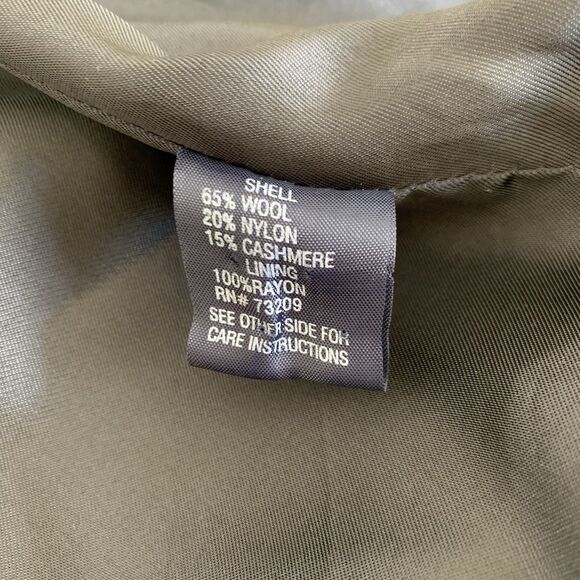 SHELL
65% WOOL
20% NYLON
15% CASHMERE
LINING
100%RAYON
RN# 73209
SEE OTHER SIDE FOR
CARE INSTRUCTIONS